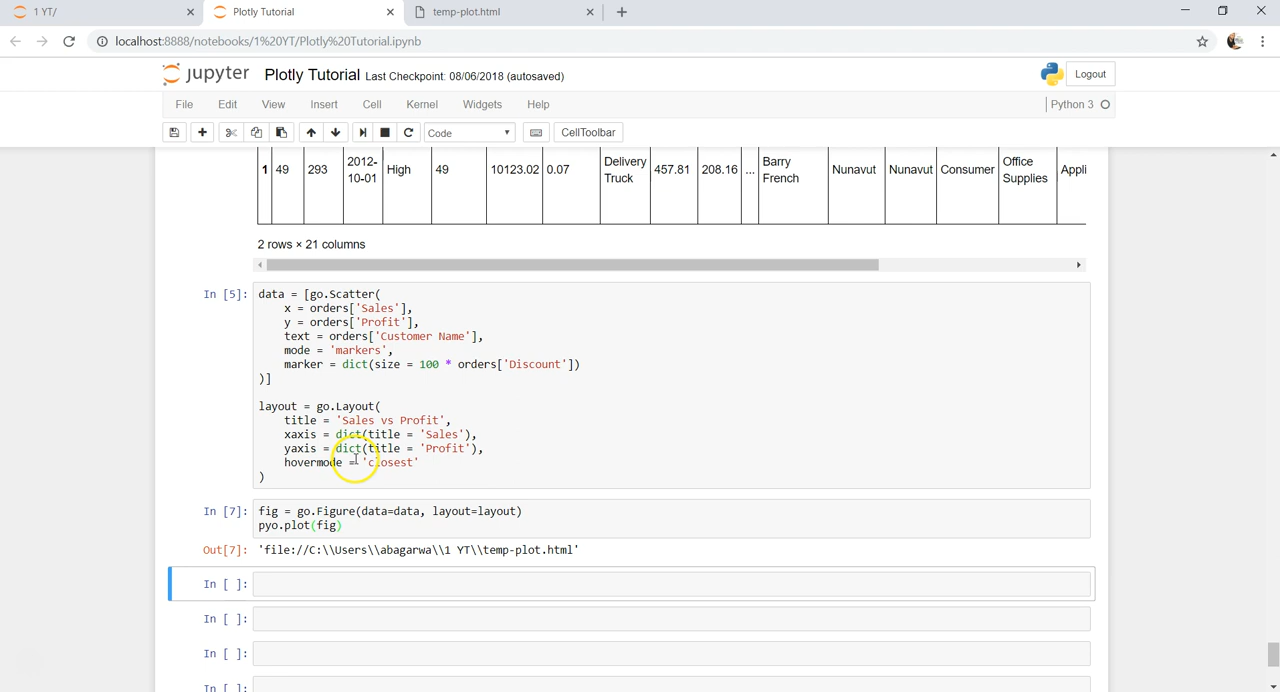 1 YT/
Plotly Tutorial
temp-plot.html
localhost:8888/notebooks/1%20YT/Plotly%20Tutorial.ipynb
jupyter Plotly Tutorial Last Checkpoint: 08/06/2018 (autosaved)
Logout
File Edit View Insert Cell Kernel Widgets Help
Python 3
Code
CellToolbar
1 49 293 2012-10-01 High 49 10123.02 0.07 Delivery Truck 457.81 208.16 ... Barry French Nunavut Nunavut Consumer Office Supplies Appli
2 rows × 21 columns
In [5]: data = [go.Scatter(
x = orders['Sales'],
y = orders['Profit'],
text = orders['Customer Name'],
mode = 'markers',
marker = dict(size = 100 * orders['Discount'])
)]
layout = go.Layout(
title = 'Sales vs Profit',
xaxis = dict(title = 'Sales'),
yaxis = dict(title = 'Profit'),
hovermode = 'closest'
)
In [7]: fig = go.Figure(data=data, layout=layout)
pyo.plot(fig)
Out[7]: 'file://C:\\Users\\abagarwa\\1 YT\\temp-plot.html'
In [ ]:
In [ ]:
In [ ]:
In [ ]: